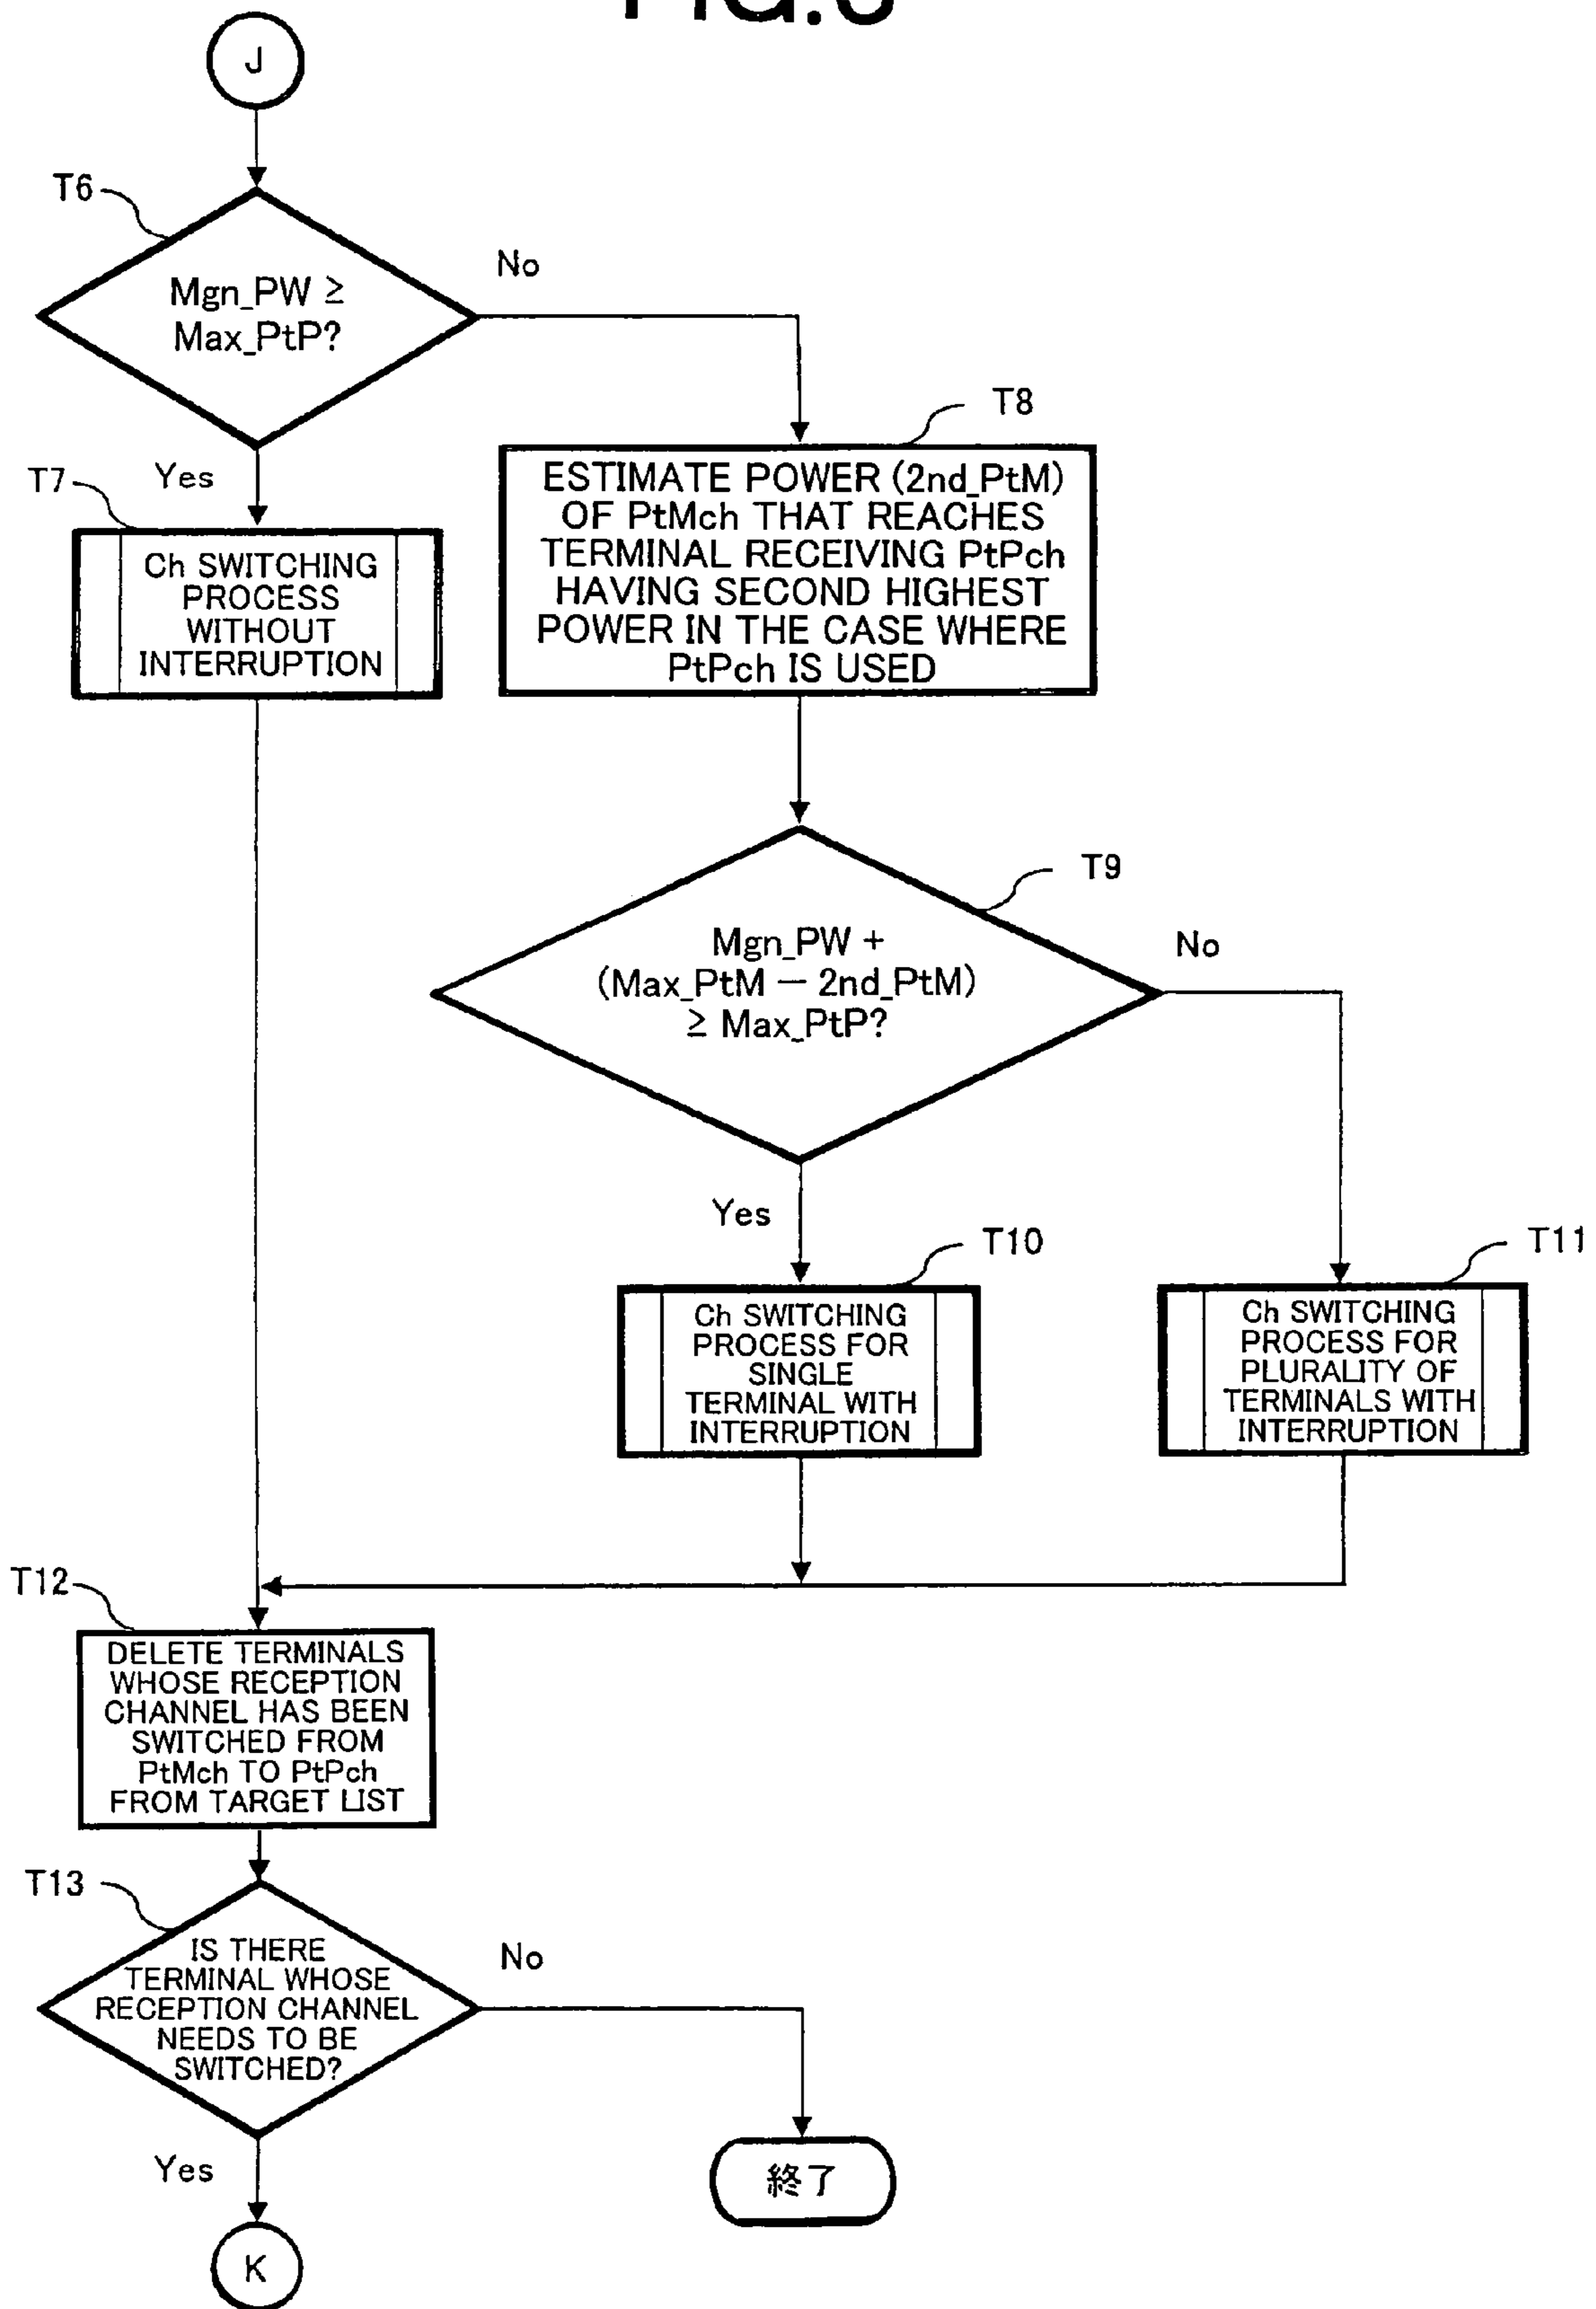 J
T6
Mgn_PW ≥
Max_PtP?
No
Yes
T7
Ch SWITCHING
PROCESS
WITHOUT
INTERRUPTION
T8
ESTIMATE POWER (2nd_PtM)
OF PtMch THAT REACHES
TERMINAL RECEIVING PtPch
HAVING SECOND HIGHEST
POWER IN THE CASE WHERE
PtPch IS USED
T9
Mgn_PW +
(Max_PtM — 2nd_PtM)
≥ Max_PtP?
No
Yes
T10
Ch SWITCHING
PROCESS FOR
SINGLE
TERMINAL WITH
INTERRUPTION
T11
Ch SWITCHING
PROCESS FOR
PLURALITY OF
TERMINALS WITH
INTERRUPTION
T12
DELETE TERMINALS
WHOSE RECEPTION
CHANNEL HAS BEEN
SWITCHED FROM
PtMch TO PtPch
FROM TARGET LIST
T13
IS THERE
TERMINAL WHOSE
RECEPTION CHANNEL
NEEDS TO BE
SWITCHED?
No
Yes
終了
K